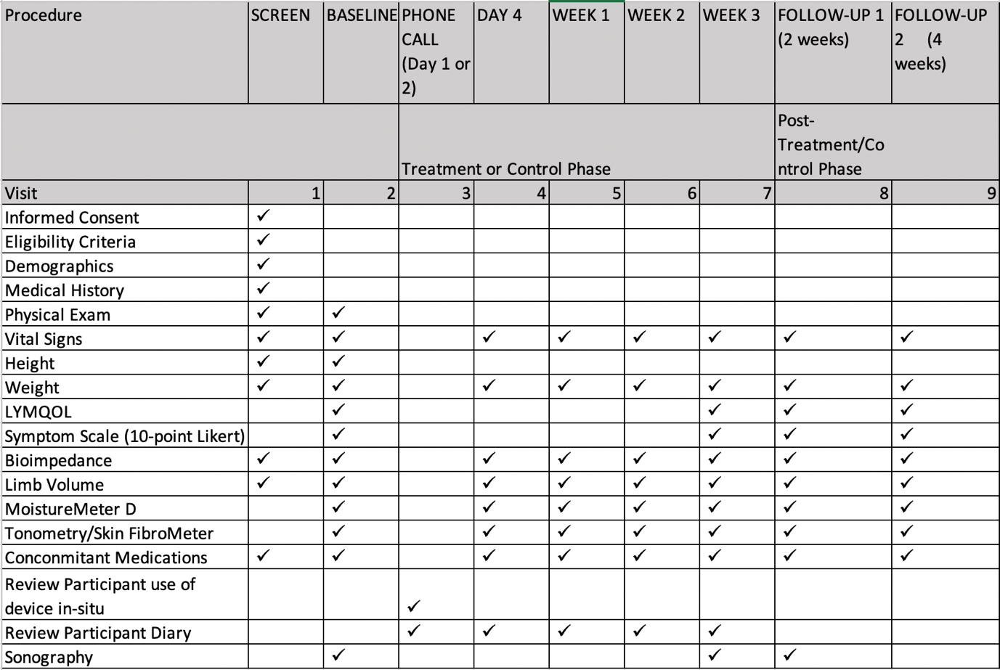 Procedure SCREEN BASELINE PHONE CALL (Day 1 or 2) DAY 4 WEEK 1 WEEK 2 WEEK 3 FOLLOW-UP 1 (2 weeks) FOLLOW-UP 2 (4 weeks)
Treatment or Control Phase Post-Treatment/Control Phase
Visit 1 2 3 4 5 6 7 8 9
Informed Consent ✓
Eligibility Criteria ✓
Demographics ✓
Medical History ✓
Physical Exam ✓ ✓
Vital Signs ✓ ✓ ✓ ✓ ✓ ✓ ✓ ✓
Height ✓ ✓
Weight ✓ ✓ ✓ ✓ ✓ ✓ ✓ ✓
LYMQOL ✓ ✓ ✓ ✓
Symptom Scale (10-point Likert) ✓ ✓ ✓ ✓
Bioimpedance ✓ ✓ ✓ ✓ ✓ ✓ ✓ ✓
Limb Volume ✓ ✓ ✓ ✓ ✓ ✓ ✓ ✓
MoistureMeter D ✓ ✓ ✓ ✓ ✓ ✓ ✓
Tonometry/Skin FibroMeter ✓ ✓ ✓ ✓ ✓ ✓ ✓
Conconmitant Medications ✓ ✓ ✓ ✓ ✓ ✓ ✓ ✓
Review Participant use of
device in-situ ✓
Review Participant Diary ✓ ✓ ✓ ✓ ✓
Sonography ✓ ✓ ✓